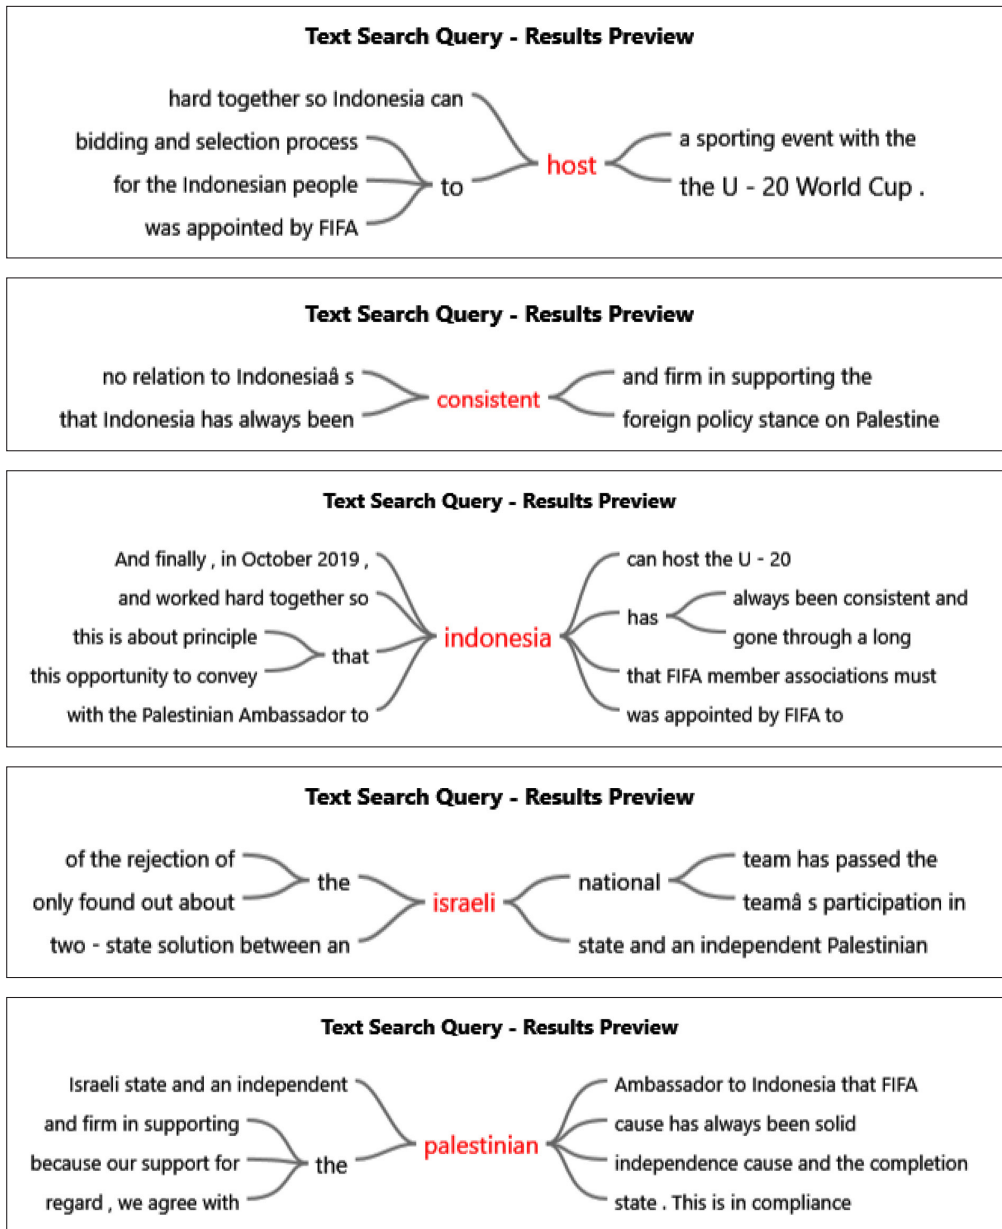 Text Search Query - Results Preview
hard together so Indonesia can
bidding and selection process
for the Indonesian people
was appointed by FIFA
to
host
a sporting event with the
the U - 20 World Cup .
Text Search Query - Results Preview
no relation to Indonesiaâ s
that Indonesia has always been
consistent
and firm in supporting the
foreign policy stance on Palestine
Text Search Query - Results Preview
And finally , in October 2019 ,
and worked hard together so
this is about principle
this opportunity to convey
that
with the Palestinian Ambassador to
indonesia
can host the U - 20
has
always been consistent and
gone through a long
that FIFA member associations must
was appointed by FIFA to
Text Search Query - Results Preview
of the rejection of
only found out about
the
two - state solution between an
israeli
national
team has passed the
teamâ s participation in
state and an independent Palestinian
Text Search Query - Results Preview
Israeli state and an independent
and firm in supporting
because our support for
regard , we agree with
the
palestinian
Ambassador to Indonesia that FIFA
cause has always been solid
independence cause and the completion
state . This is in compliance